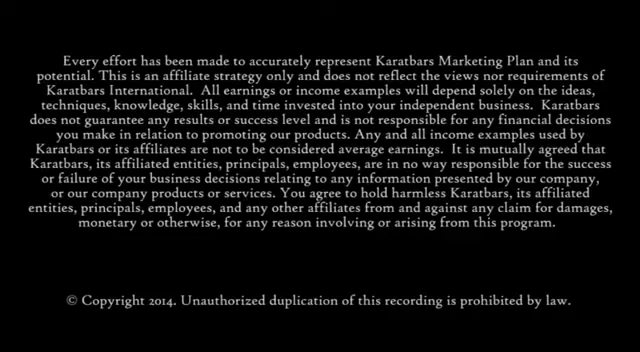 Every effort has been made to accurately represent Karatbars Marketing Plan and its
potential. This is an affiliate strategy only and does not reflect the views nor requirements of
Karatbars International. All earnings or income examples will depend solely on the ideas,
techniques, knowledge, skills, and time invested into your independent business. Karatbars
does not guarantee any results or success level and is not responsible for any financial decisions
you make in relation to promoting our products. Any and all income examples used by
Karatbars or its affiliates are not to be considered average earnings. It is mutually agreed that
Karatbars, its affiliated entities, principals, employees, are in no way responsible for the success
or failure of your business decisions relating to any information presented by our company,
or our company products or services. You agree to hold harmless Karatbars, its affiliated
entities, principals, employees, and any other affiliates from and against any claim for damages,
monetary or otherwise, for any reason involving or arising from this program.
© Copyright 2014. Unauthorized duplication of this recording is prohibited by law.